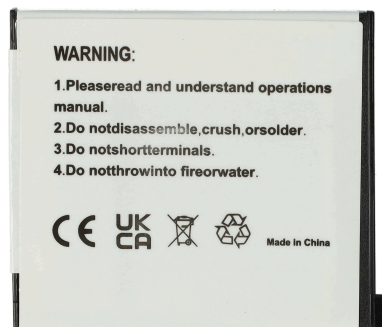 WARNING:
1.Pleaseread and understand operations
manual.
2.Do notdisassemble,crush,orsolder.
3.Do notshortterminals.
4.Do notthrowinto fireorwater.
CE UK
CA Made in China